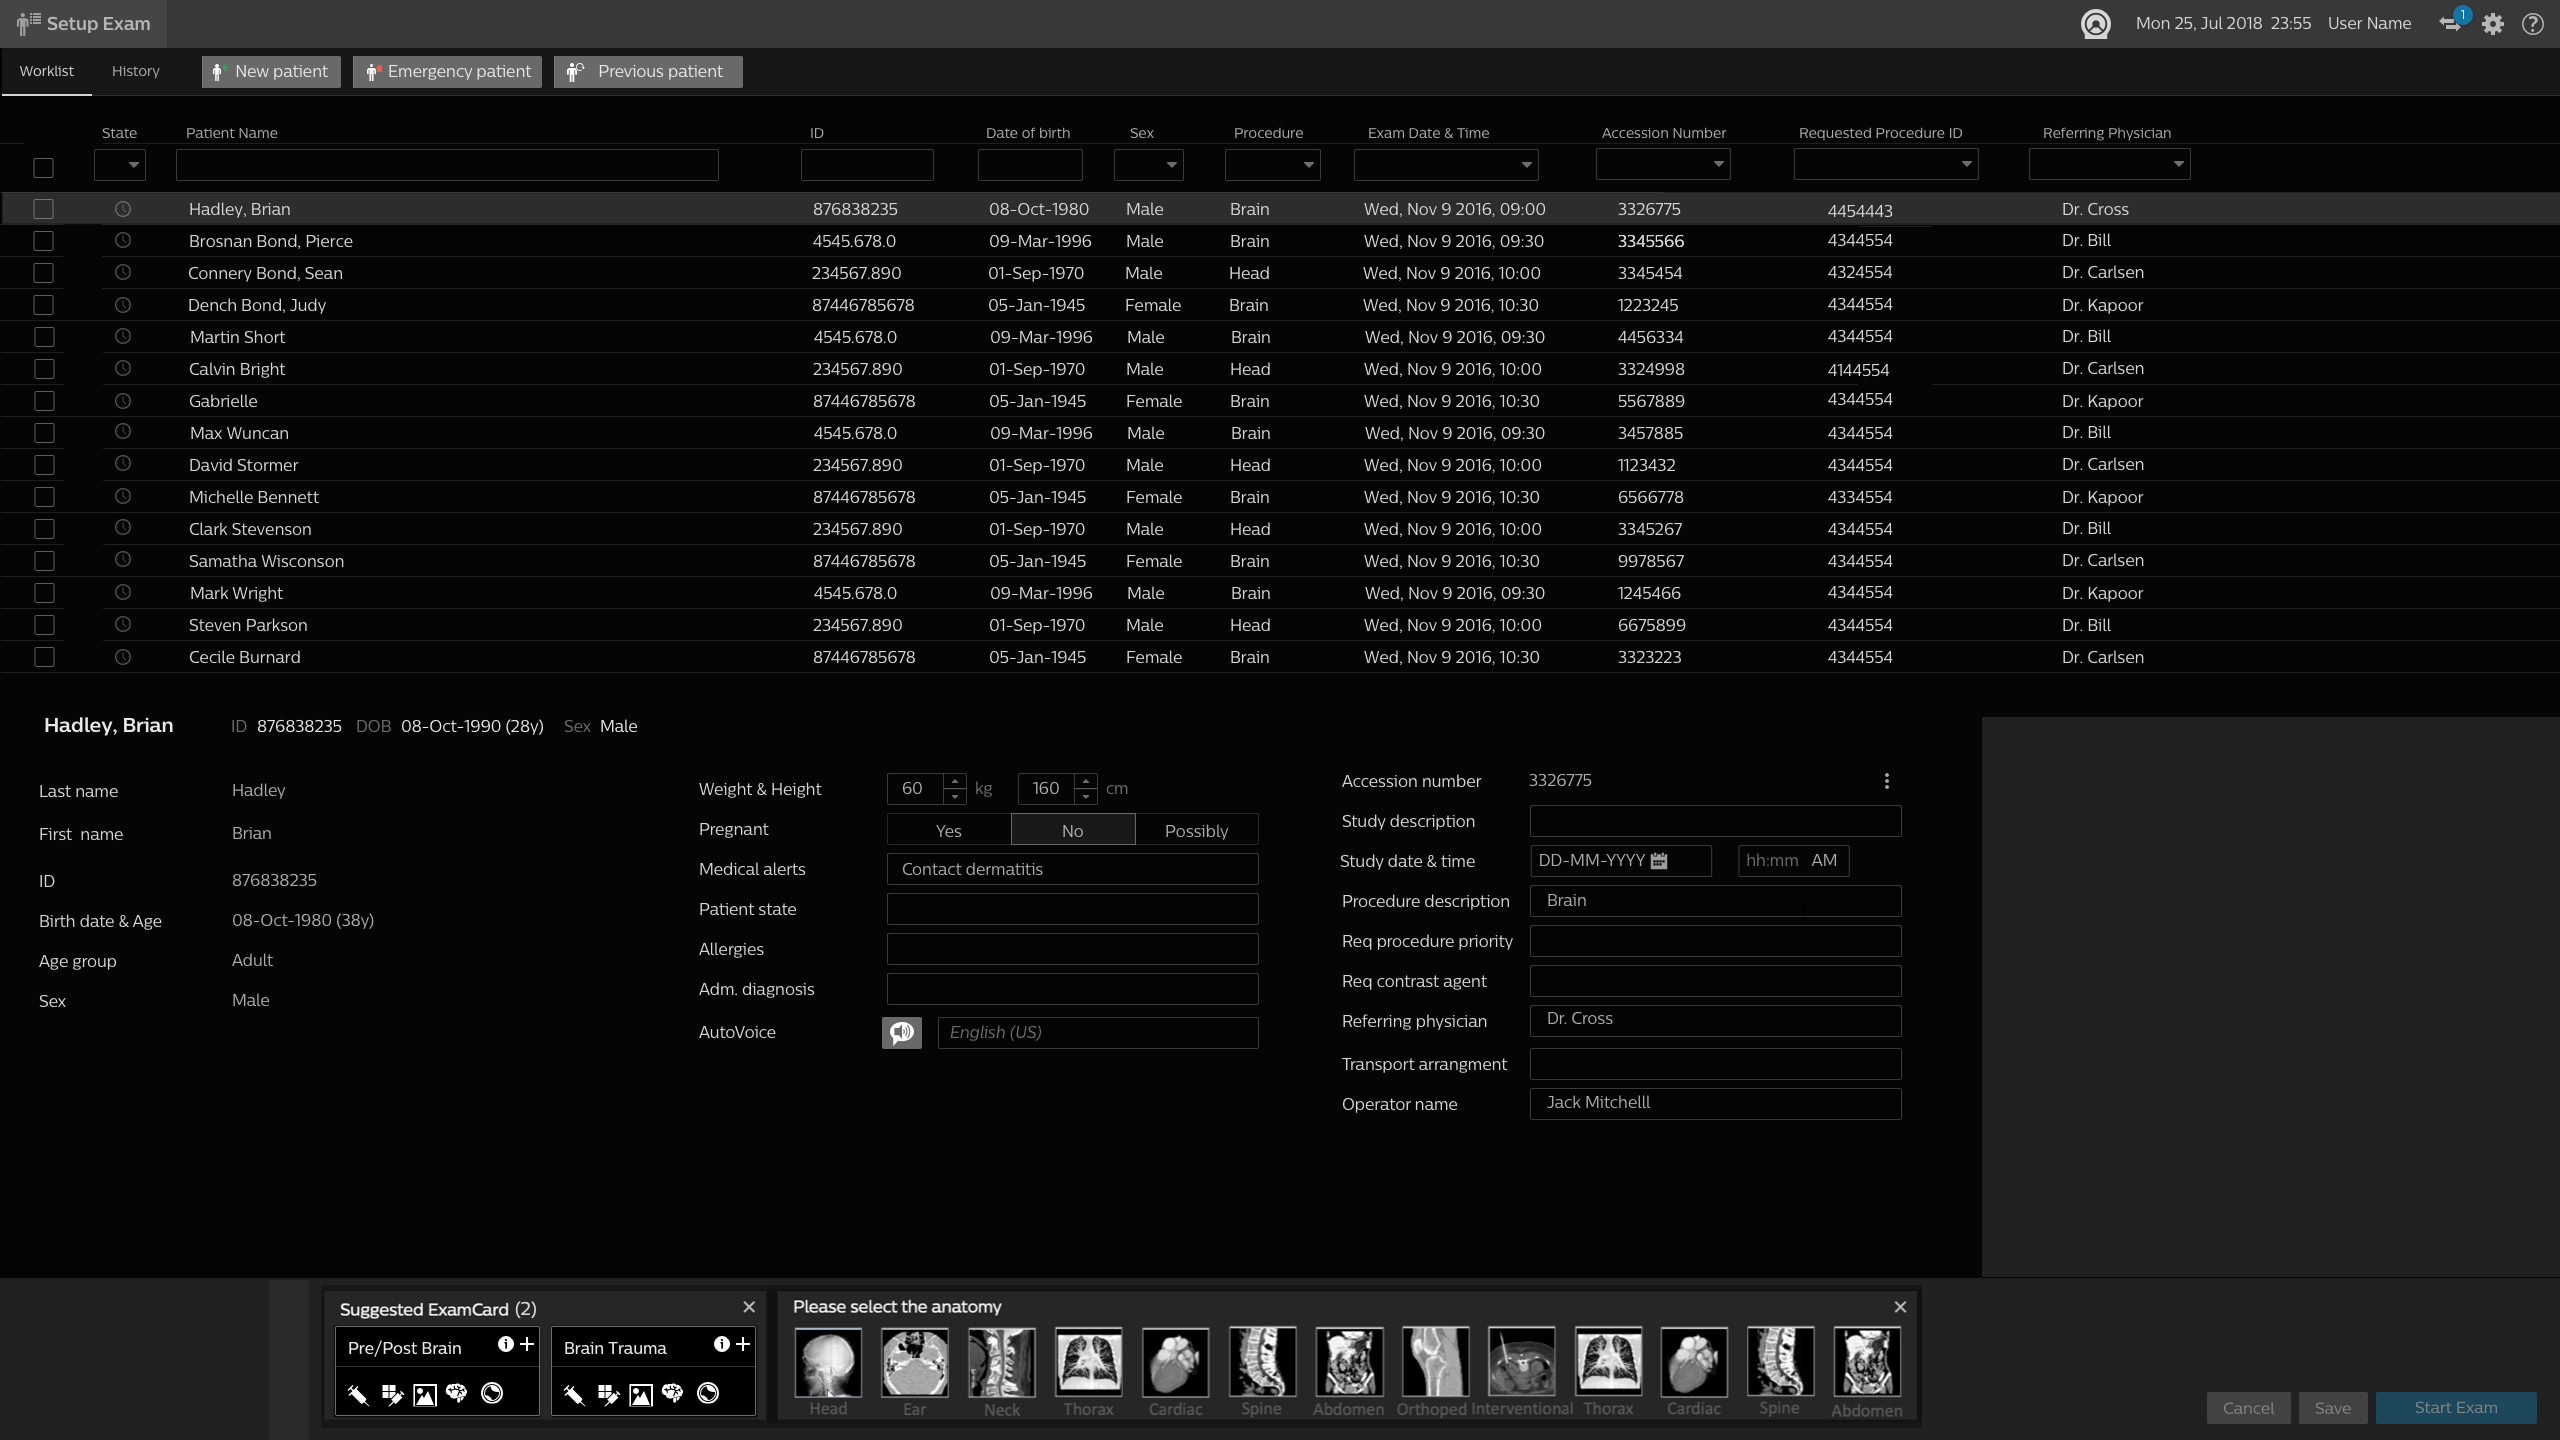 Setup Exam
Mon 25, Jul 2018 23:55 User Name 1
Worklist History New patient Emergency patient Previous patient
State Patient Name ID Date of birth Sex Procedure Exam Date & Time Accession Number Requested Procedure ID Referring Physician
Hadley, Brian 876838235 08-Oct-1980 Male Brain Wed, Nov 9 2016, 09:00 3326775 4454443 Dr. Cross
Brosnan Bond, Pierce 4545.678.0 09-Mar-1996 Male Brain Wed, Nov 9 2016, 09:30 3345566 4344554 Dr. Bill
Connery Bond, Sean 234567.890 01-Sep-1970 Male Head Wed, Nov 9 2016, 10:00 3345454 4324554 Dr. Carlsen
Dench Bond, Judy 87446785678 05-Jan-1945 Female Brain Wed, Nov 9 2016, 10:30 1223245 4344554 Dr. Kapoor
Martin Short 4545.678.0 09-Mar-1996 Male Brain Wed, Nov 9 2016, 09:30 4456334 4344554 Dr. Bill
Calvin Bright 234567.890 01-Sep-1970 Male Head Wed, Nov 9 2016, 10:00 3324998 4144554 Dr. Carlsen
Gabrielle 87446785678 05-Jan-1945 Female Brain Wed, Nov 9 2016, 10:30 5567889 4344554 Dr. Kapoor
Max Wuncan 4545.678.0 09-Mar-1996 Male Brain Wed, Nov 9 2016, 09:30 3457885 4344554 Dr. Bill
David Stormer 234567.890 01-Sep-1970 Male Head Wed, Nov 9 2016, 10:00 1123432 4344554 Dr. Carlsen
Michelle Bennett 87446785678 05-Jan-1945 Female Brain Wed, Nov 9 2016, 10:30 6566778 4334554 Dr. Kapoor
Clark Stevenson 234567.890 01-Sep-1970 Male Head Wed, Nov 9 2016, 10:00 3345267 4344554 Dr. Bill
Samatha Wisconson 87446785678 05-Jan-1945 Female Brain Wed, Nov 9 2016, 10:30 9978567 4344554 Dr. Carlsen
Mark Wright 4545.678.0 09-Mar-1996 Male Brain Wed, Nov 9 2016, 09:30 1245466 4344554 Dr. Kapoor
Steven Parkson 234567.890 01-Sep-1970 Male Head Wed, Nov 9 2016, 10:00 6675899 4344554 Dr. Bill
Cecile Burnard 87446785678 05-Jan-1945 Female Brain Wed, Nov 9 2016, 10:30 3323223 4344554 Dr. Carlsen
Hadley, Brian ID 876838235 DOB 08-Oct-1990 (28y) Sex Male
Last name Hadley
First name Brian
ID 876838235
Birth date & Age 08-Oct-1980 (38y)
Age group Adult
Sex Male
Weight & Height 60 kg 160 cm
Pregnant Yes No Possibly
Medical alerts Contact dermatitis
Patient state
Allergies
Adm. diagnosis
AutoVoice English (US)
Accession number 3326775
Study description
Study date & time DD-MM-YYYY hh:mm AM
Procedure description Brain
Req procedure priority
Req contrast agent
Referring physician Dr. Cross
Transport arrangment
Operator name Jack Mitchelll
Suggested ExamCard (2)
Pre/Post Brain
Brain Trauma
Please select the anatomy
Head Ear Neck Thorax Cardiac Spine Abdomen Orthoped Interventional Thorax Cardiac Spine Abdomen
Cancel Save Start Exam